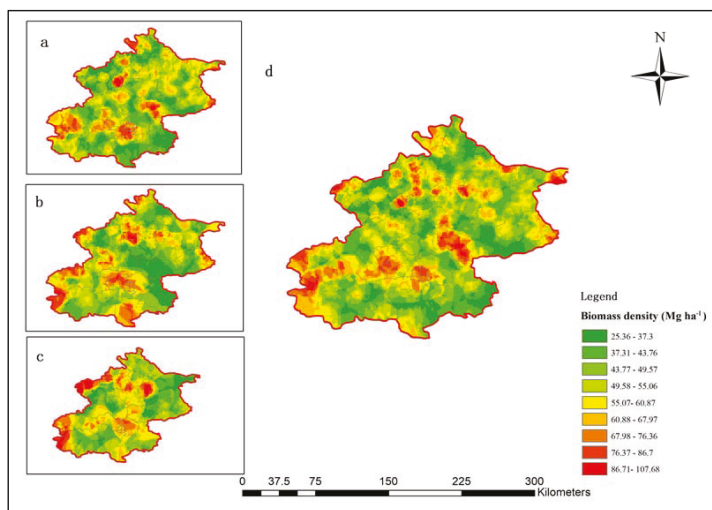 a
b
c
d
N
Legend
Biomass density (Mg ha⁻¹)
25.36 - 37.3
37.31 - 43.76
43.77 - 49.57
49.58 - 55.06
55.07- 60.87
60.88 - 67.97
67.98 - 76.36
76.37 - 86.7
86.71- 107.68
0 37.5 75 150 225 300
Kilometers